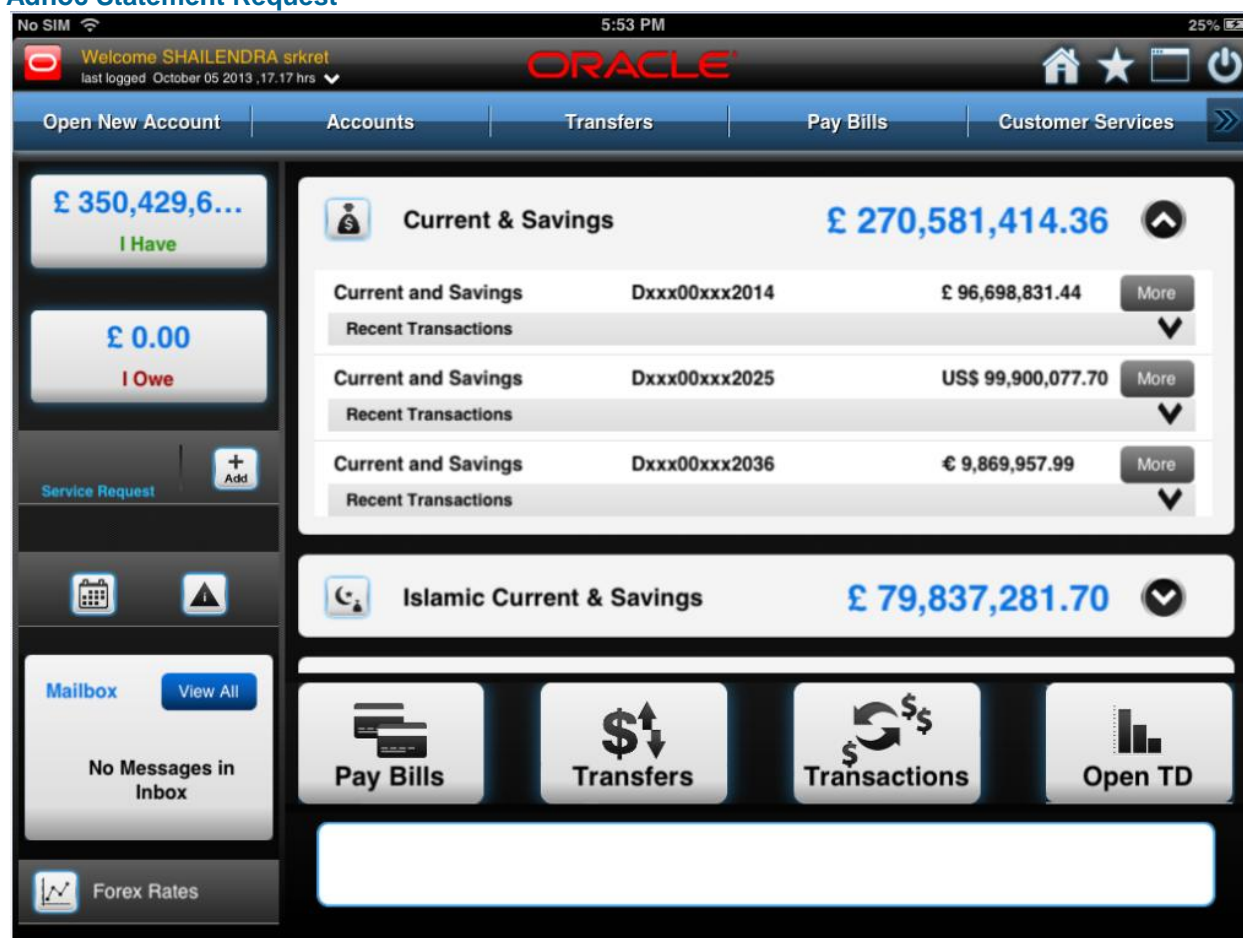 Adhoc Statement Request
No SIM 5:53 PM 25%
Welcome SHAILENDRA srkret
last logged October 05 2013 ,17.17 hrs
ORACLE
Open New Account Accounts Transfers Pay Bills Customer Services
£ 350,429,6...
I Have
£ 0.00
I Owe
Service Request
+
Add
Mailbox View All
No Messages in
Inbox
Forex Rates
Current & Savings £ 270,581,414.36
Current and Savings Dxxx00xxx2014 £ 96,698,831.44 More
Recent Transactions
Current and Savings Dxxx00xxx2025 US$ 99,900,077.70 More
Recent Transactions
Current and Savings Dxxx00xxx2036 € 9,869,957.99 More
Recent Transactions
Islamic Current & Savings £ 79,837,281.70
Pay Bills Transfers Transactions Open TD